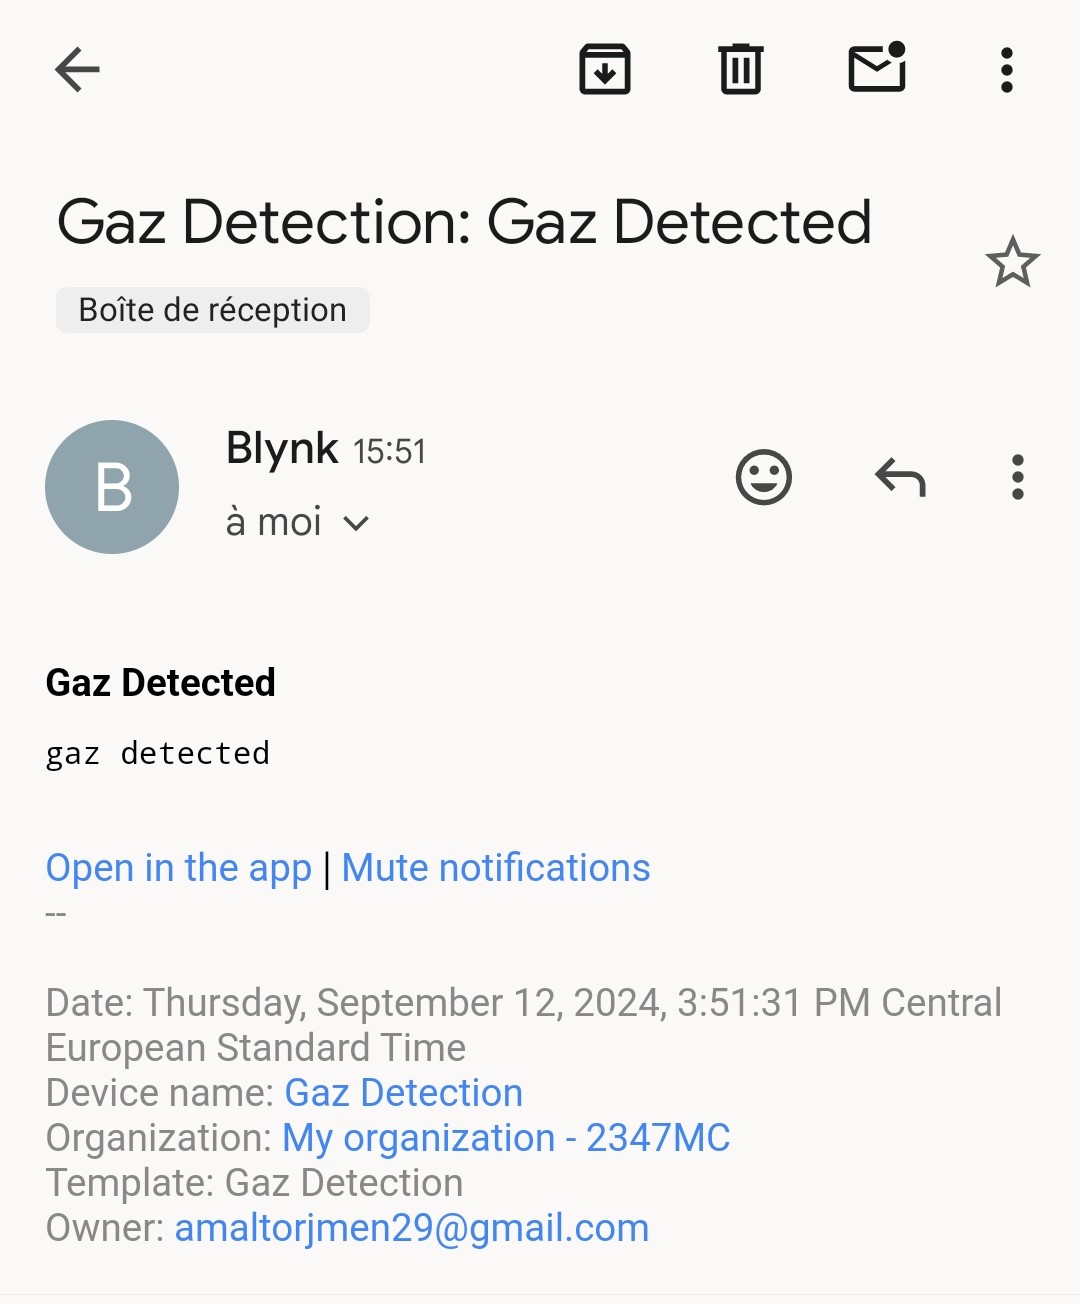 Gaz Detection: Gaz Detected
Boîte de réception
B
Blynk 15:51
à moi
Gaz Detected
gaz detected
Open in the app | Mute notifications
--
Date: Thursday, September 12, 2024, 3:51:31 PM Central
European Standard Time
Device name: Gaz Detection
Organization: My organization - 2347MC
Template: Gaz Detection
Owner: amaltorjmen29@gmail.com